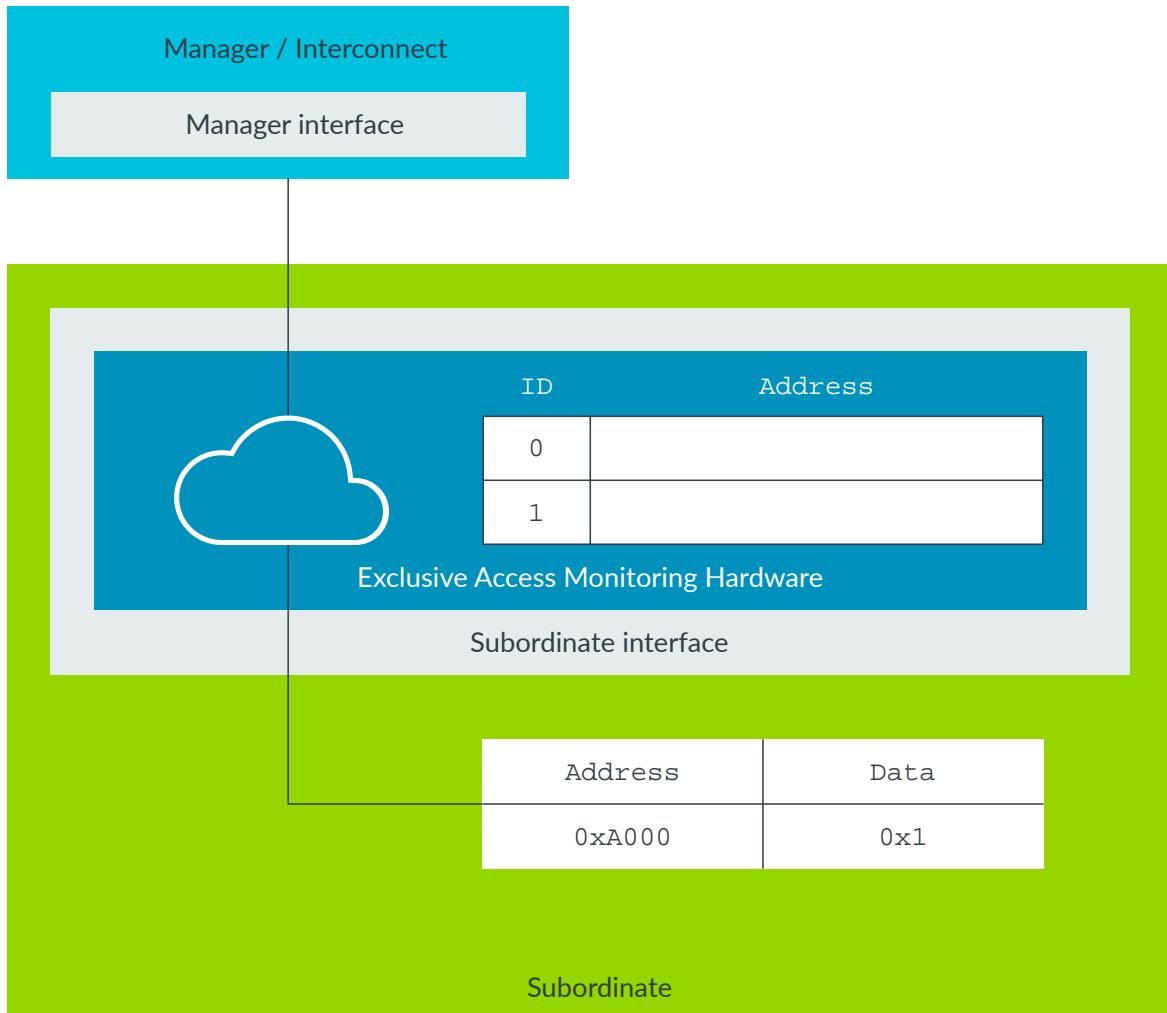 Manager / Interconnect
Manager interface
ID Address
0
1
Exclusive Access Monitoring Hardware
Subordinate interface
Address Data
0xA000 0x1
Subordinate